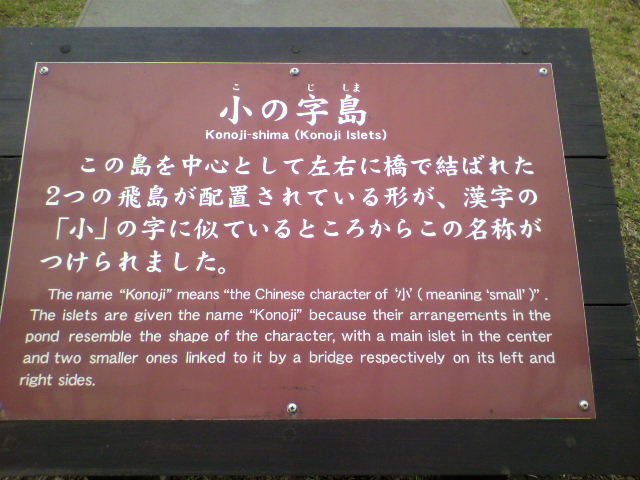 こ じ しま
小の字島
Konoji-shima (Konoji Islets)
この島を中心として左右に橋で結ばれた
2つの飛島が配置されている形が、漢字の
「小」の字に似ているところからこの名称が
つけられました。
The name “Konoji” means “the Chinese character of ‘小’ ( meaning ‘small’ )” .
The islets are given the name “Konoji” because their arrangements in the
pond resemble the shape of the character, with a main islet in the center
and two smaller ones linked to it by a bridge respectively on its left and
right sides.